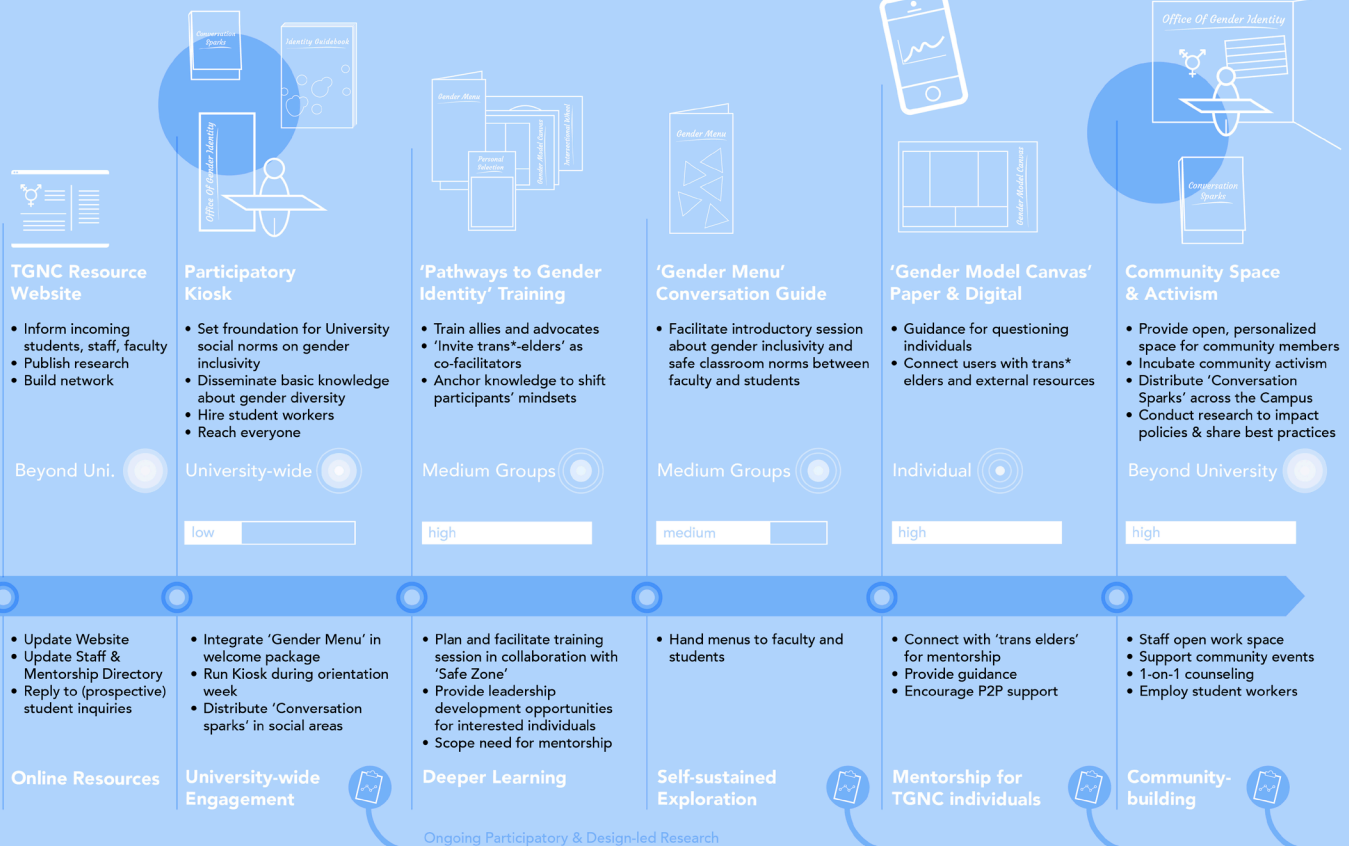 Conversation
Sparks
Identity Guidebook
Office Of Gender Identity
Gender Menu
Personal
Gender Model Canvas
Gender Menu
Gender Model Canvas
Office Of Gender Identity
Conversation
Sparks
TGNC Resource
Website
• Inform incoming
students, staff, faculty
• Publish research
• Build network
Beyond Uni.
Participatory
Kiosk
• Set froundation for University
social norms on gender
inclusivity
• Disseminate basic knowledge
about gender diversity
• Hire student workers
• Reach everyone
University-wide
low
‘Pathways to Gender
Identity’ Training
• Train allies and advocates
• ‘Invite trans*-elders’ as
co-facilitators
• Anchor knowledge to shift
participants’ mindsets
Medium Groups
high
‘Gender Menu’
Conversation Guide
• Facilitate introductory session
about gender inclusivity and
safe classroom norms between
faculty and students
Medium Groups
medium
‘Gender Model Canvas’
Paper & Digital
• Guidance for questioning
individuals
• Connect users with trans*
elders and external resources
Individual
high
Community Space
& Activism
• Provide open, personalized
space for community members
• Incubate community activism
• Distribute ‘Conversation
Sparks’ across the Campus
• Conduct research to impact
policies & share best practices
Beyond University
high
• Update Website
• Update Staff &
Mentorship Directory
• Reply to (prospective)
student inquiries
Online Resources
• Integrate ‘Gender Menu’ in
welcome package
• Run Kiosk during orientation
week
• Distribute ‘Conversation
sparks’ in social areas
University-wide
Engagement
• Plan and facilitate training
session in collaboration with
‘Safe Zone’
• Provide leadership
development opportunities
for interested individuals
• Scope need for mentorship
Deeper Learning
• Hand menus to faculty and
students
Self-sustained
Exploration
• Connect with ‘trans elders’
for mentorship
• Provide guidance
• Encourage P2P support
Mentorship for
TGNC individuals
• Staff open work space
• Support community events
• 1-on-1 counseling
• Employ student workers
Community-
building
Ongoing Participatory & Design-led Research